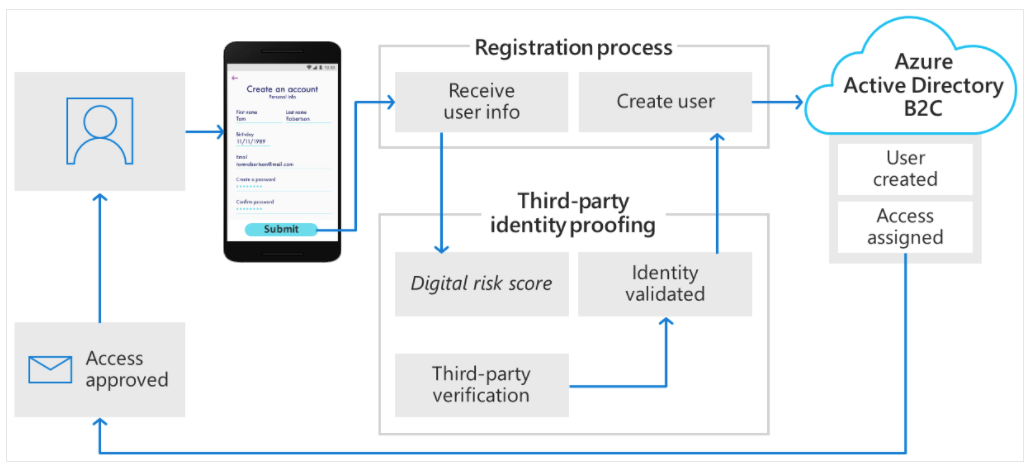 Create an account
Personal info
First name
Last name
Tom
Robertson
Birthday
11/11/1989
Email
Create a password
Confirm password
Submit
Registration process
Receive
user info
Create user
Azure
Active Directory
B2C
User
created
Access
assigned
Third-party
identity proofing
Digital risk score
Identity
validated
Third-party
verification
Access
approved